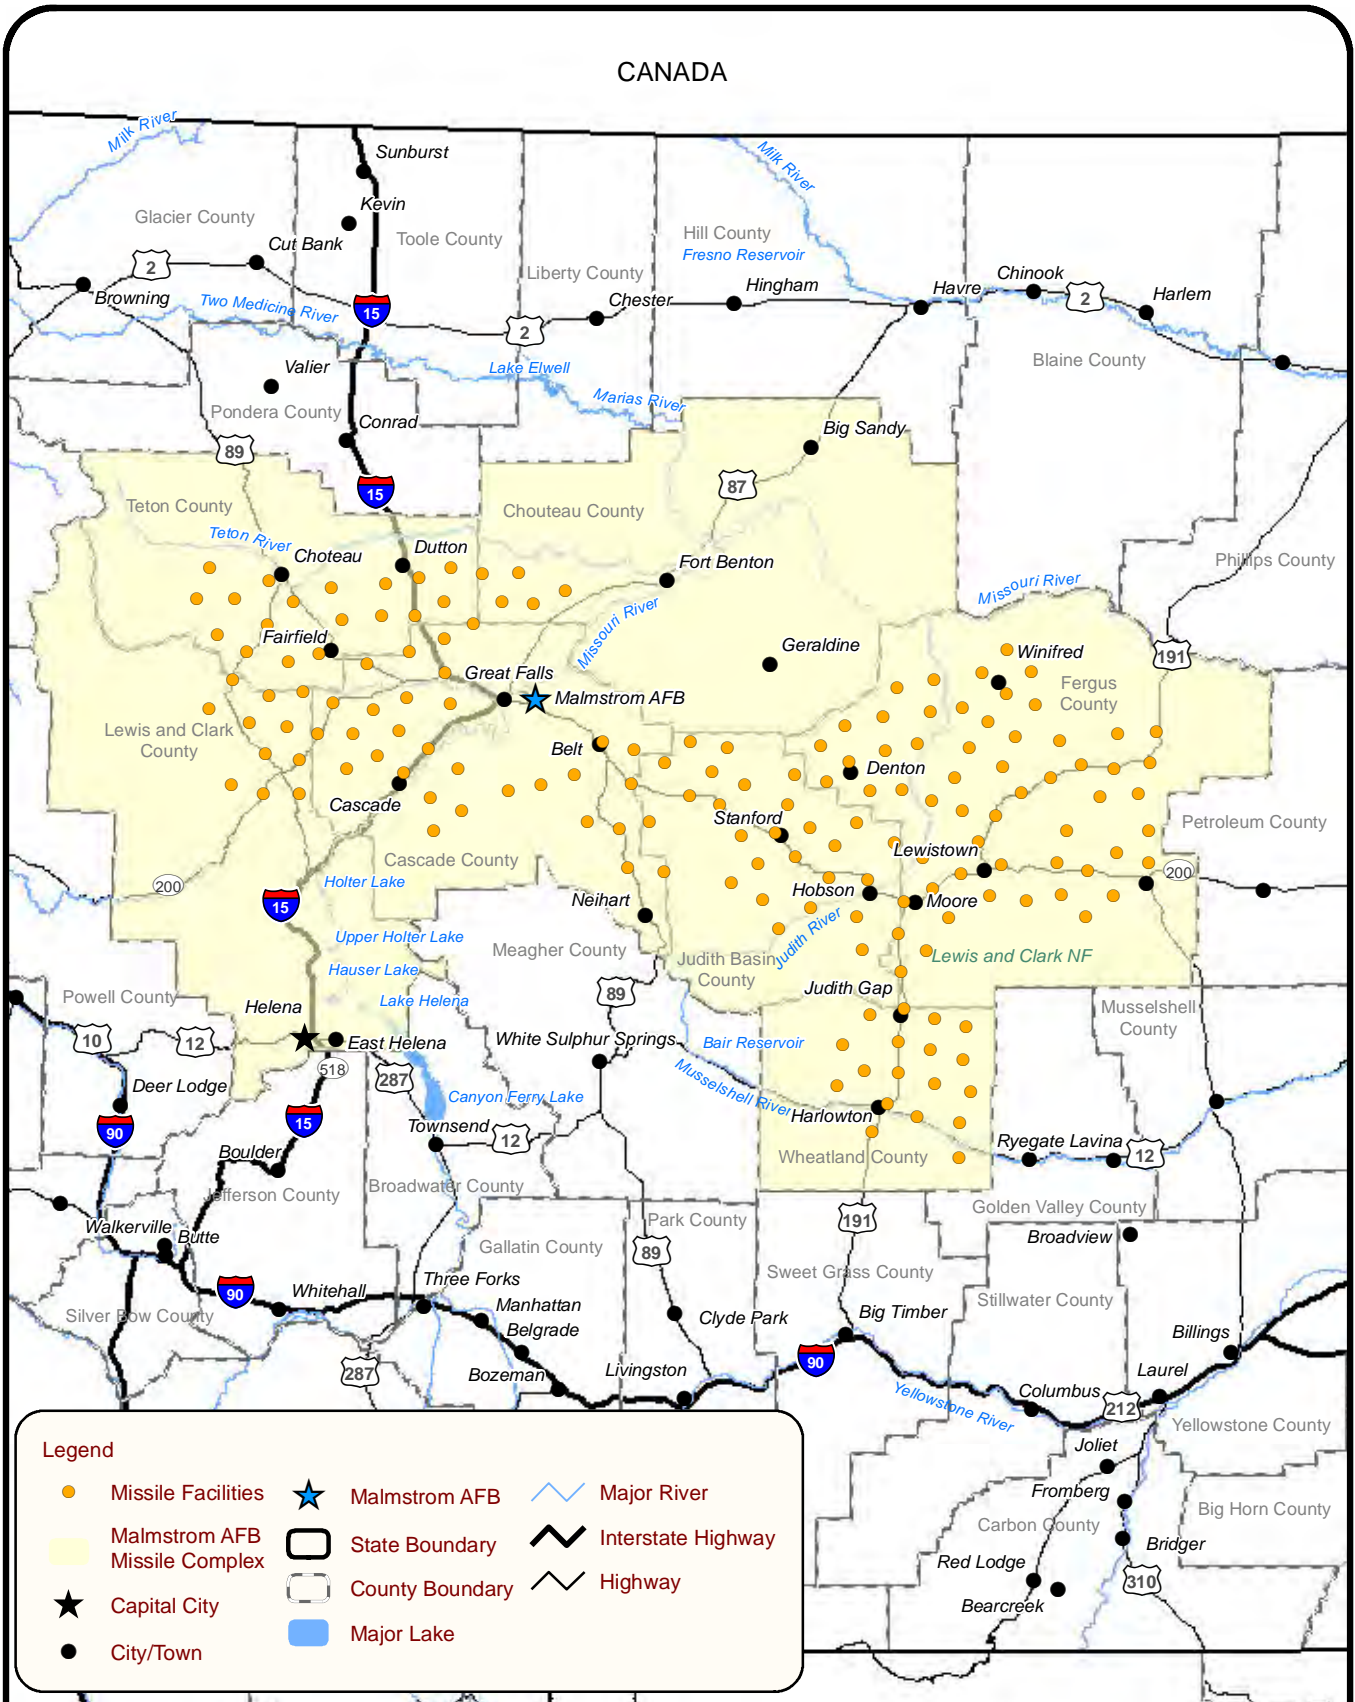 CANADA
Milk River
Sunburst
Milk River
Kevin
Glacier County
Toole County
Hill County
Cut Bank
Fresno Reservoir
2
Liberty County
Chinook
Hingham
Havre
2
Harlem
Browning
Two Medicine River
15
Chester
2
Blaine County
Valier
Lake Elwell
Marias River
Pondera County
Conrad
Big Sandy
89
87
15
Teton County
Chouteau County
Teton River
Choteau
Dutton
Fort Benton
Phillips County
Missouri River
Missouri River
Fairfield
Geraldine
Winifred
191
Great Falls
Fergus
County
Malmstrom AFB
Lewis and Clark
County
Belt
Denton
Cascade
Stanford
Petroleum County
Lewistown
Cascade County
200
Holter Lake
200
Hobson
15
Neihart
Moore
Upper Holter Lake
Judith River
Meagher County
Judith Basin
County
Lewis and Clark NF
Hauser Lake
Judith Gap
89
Powell County
Helena
Lake Helena
Musselshell
County
10
12
East Helena
White Sulphur Springs
Bair Reservoir
518
287
Musselshell River
Deer Lodge
Canyon Ferry Lake
Harlowton
90
15
Townsend
12
Ryegate
Lavina
12
Boulder
Wheatland County
Jefferson County
Broadwater County
Golden Valley County
Walkerville
Butte
Park County
191
Broadview
Gallatin County
89
Sweet Grass County
90
Whitehall
Three Forks
Stillwater County
Silver Bow County
Manhattan
Clyde Park
Big Timber
Belgrade
Billings
287
Bozeman
Livingston
90
Laurel
Yellowstone River
Columbus
212
Yellowstone County
Joliet
Fromberg
Big Horn County
Carbon County
Bridger
Red Lodge
310
Bearcreek
Legend
Missile Facilities
Malmstrom AFB
Missile Complex
Capital City
City/Town
Malmstrom AFB
State Boundary
County Boundary
Major Lake
Major River
Interstate Highway
Highway